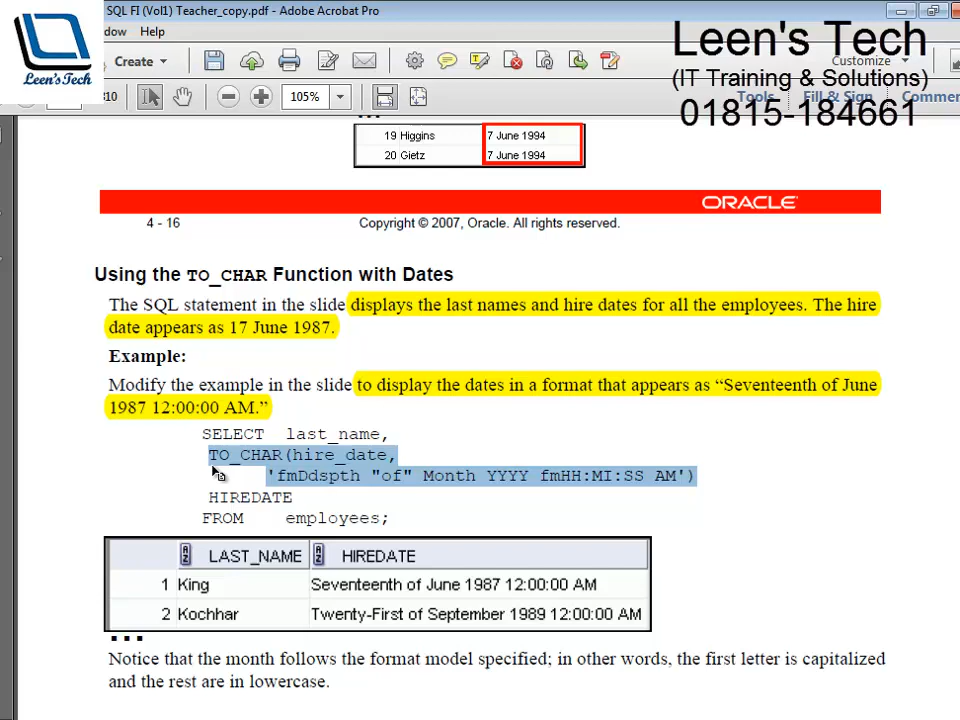 SQL FI (Vol1) Teacher_copy.pdf - Adobe Acrobat Pro
Leen's Tech
dow Help
Leen's Tech
Create
Customize
(IT Training & Solutions)
310 105% Tools Fill & Sign Commen
01815-184661
19 Higgins 7 June 1994
20 Gietz 7 June 1994
ORACLE
4 - 16 Copyright © 2007, Oracle. All rights reserved.
Using the TO_CHAR Function with Dates
The SQL statement in the slide displays the last names and hire dates for all the employees. The hire
date appears as 17 June 1987.
Example:
Modify the example in the slide to display the dates in a format that appears as “Seventeenth of June
1987 12:00:00 AM.”
SELECT last_name,
TO_CHAR(hire_date,
'fmDdspth "of" Month YYYY fmHH:MI:SS AM')
HIREDATE
FROM employees;
LAST_NAME HIREDATE
1 King Seventeenth of June 1987 12:00:00 AM
2 Kochhar Twenty-First of September 1989 12:00:00 AM
...
Notice that the month follows the format model specified; in other words, the first letter is capitalized
and the rest are in lowercase.